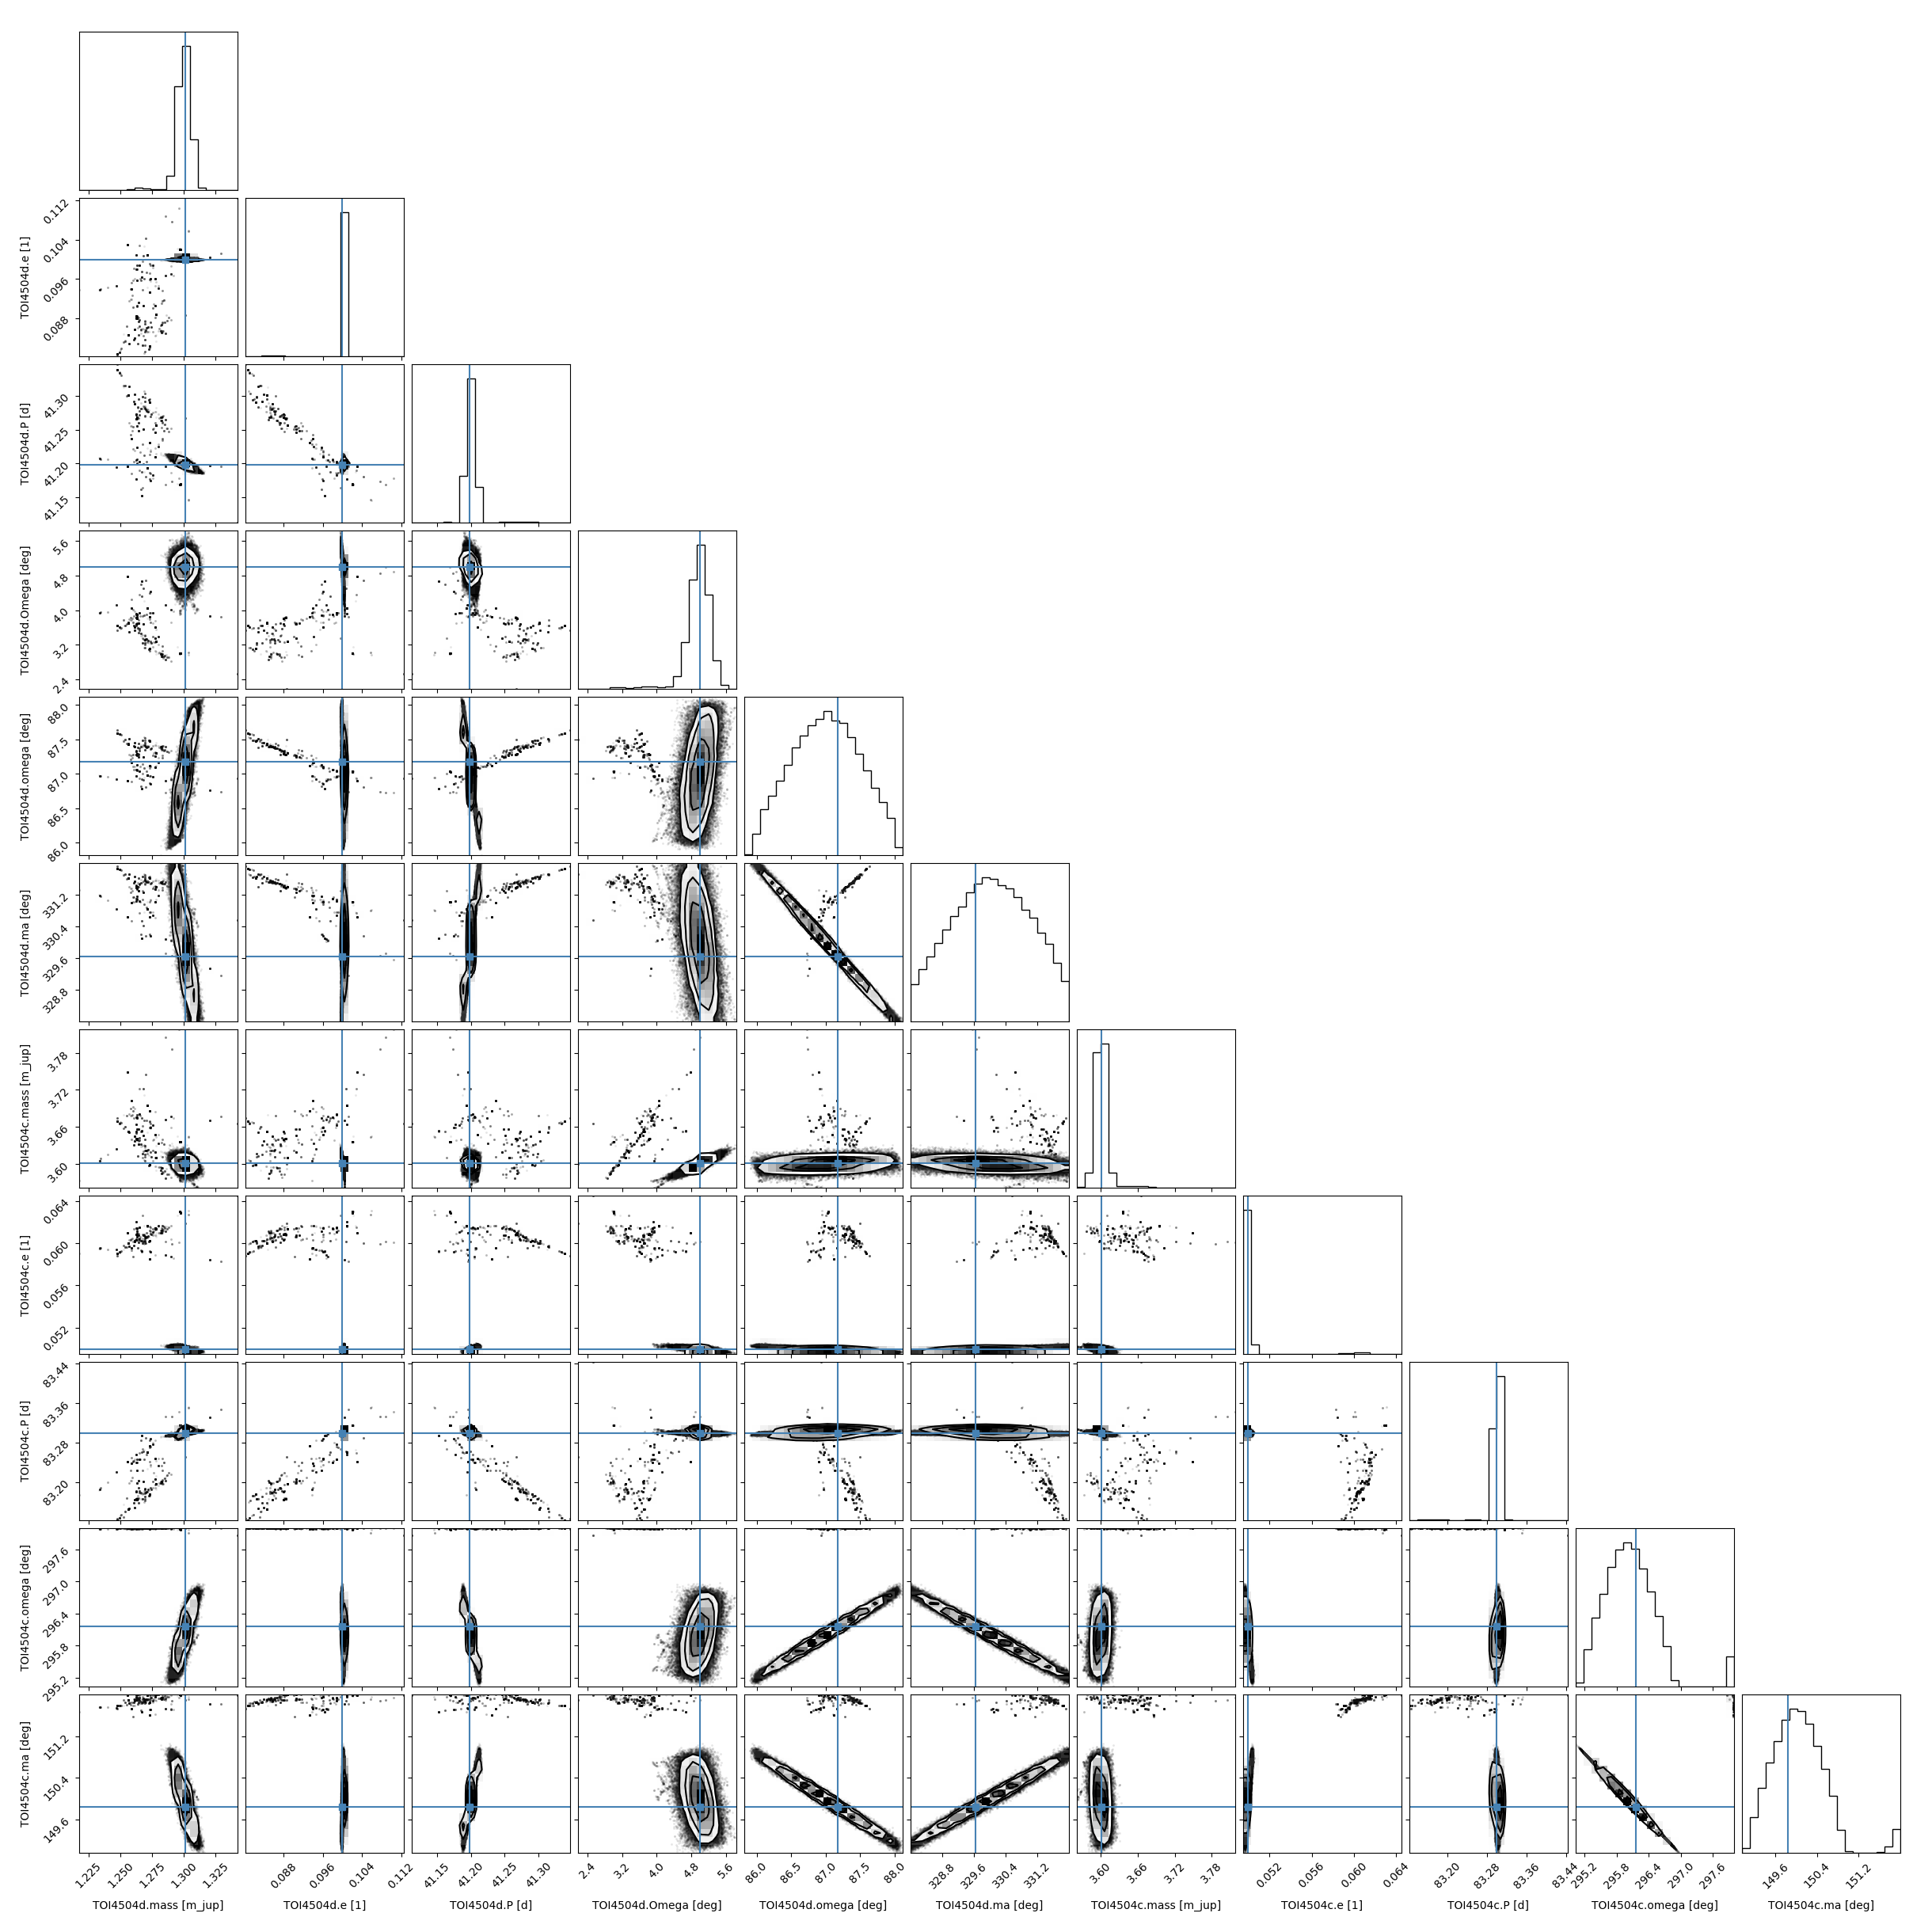 0.112
0.104
0.096
0.088
TOI4504d.e [1]
41.30
41.25
41.20
41.15
TOI4504d.P [d]
5.6
4.8
4.0
3.2
2.4
TOI4504d.Omega [deg]
88.0
87.5
87.0
86.5
86.0
TOI4504d.omega [deg]
331.2
330.4
329.6
328.8
TOI4504d.ma [deg]
3.78
3.72
3.66
3.60
TOI4504c.mass [m_jup]
0.064
0.060
0.056
0.052
TOI4504c.e [1]
83.44
83.36
83.28
83.20
TOI4504c.P [d]
297.6
297.0
296.4
295.8
295.2
TOI4504c.omega [deg]
151.2
150.4
149.6
TOI4504c.ma [deg]
1.225 1.250 1.275 1.300 1.325
TOI4504d.mass [m_jup]
0.088 0.096 0.104 0.112
TOI4504d.e [1]
41.15 41.20 41.25 41.30
TOI4504d.P [d]
2.4 3.2 4.0 4.8 5.6
TOI4504d.Omega [deg]
86.0 86.5 87.0 87.5 88.0
TOI4504d.omega [deg]
328.8 329.6 330.4 331.2
TOI4504d.ma [deg]
3.60 3.66 3.72 3.78
TOI4504c.mass [m_jup]
0.052 0.056 0.060 0.064
TOI4504c.e [1]
83.20 83.28 83.36 83.44
TOI4504c.P [d]
295.2 295.8 296.4 297.0 297.6
TOI4504c.omega [deg]
149.6 150.4 151.2
TOI4504c.ma [deg]